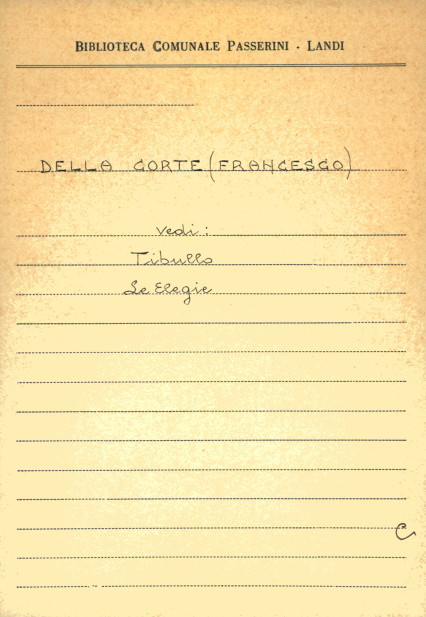 BIBLIOTECA COMUNALE PASSERINI - LANDI
DELLA CORTE (FRANCESCO)
Vedi:
Tibullo
Le Elegie
C